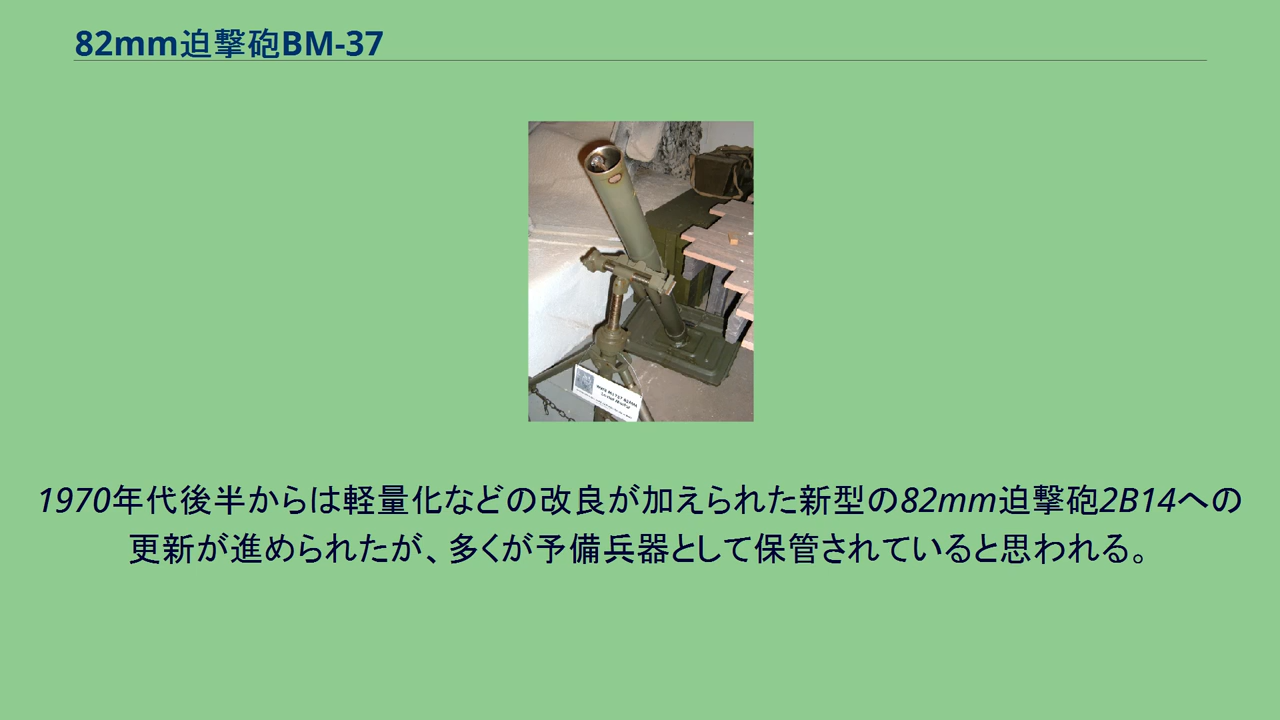 82mm迫撃砲BM-37
1970年代後半からは軽量化などの改良が加えられた新型の82mm迫撃砲2B14への
更新が進められたが、多くが予備兵器として保管されていると思われる。